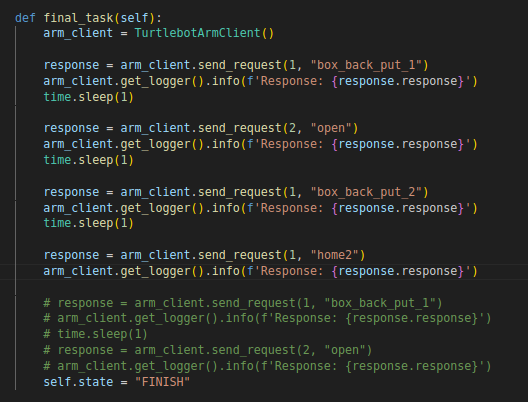 def final_task(self):
    arm_client = TurtlebotArmClient()

    response = arm_client.send_request(1, "box_back_put_1")
    arm_client.get_logger().info(f'Response: {response.response}')
    time.sleep(1)

    response = arm_client.send_request(2, "open")
    arm_client.get_logger().info(f'Response: {response.response}')
    time.sleep(1)

    response = arm_client.send_request(1, "box_back_put_2")
    arm_client.get_logger().info(f'Response: {response.response}')
    time.sleep(1)

    response = arm_client.send_request(1, "home2")
    arm_client.get_logger().info(f'Response: {response.response}')

    # response = arm_client.send_request(1, "box_back_put_1")
    # arm_client.get_logger().info(f'Response: {response.response}')
    # time.sleep(1)
    # response = arm_client.send_request(2, "open")
    # arm_client.get_logger().info(f'Response: {response.response}')
    self.state = "FINISH"